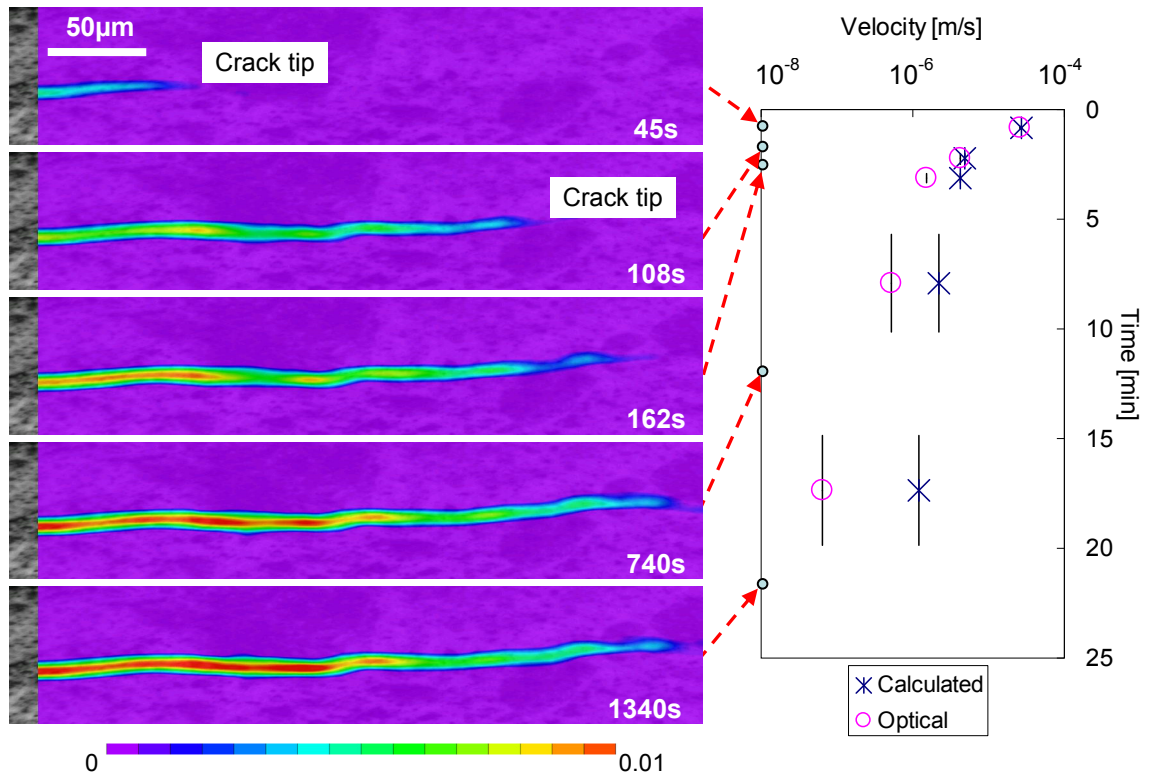 50µm
Crack tip
45s
Crack tip
108s
162s
740s
1340s
0
0.01
Velocity [m/s]
10⁻⁸
10⁻⁶
10⁻⁴
0
5
10
15
20
25
Time [min]
Calculated
Optical